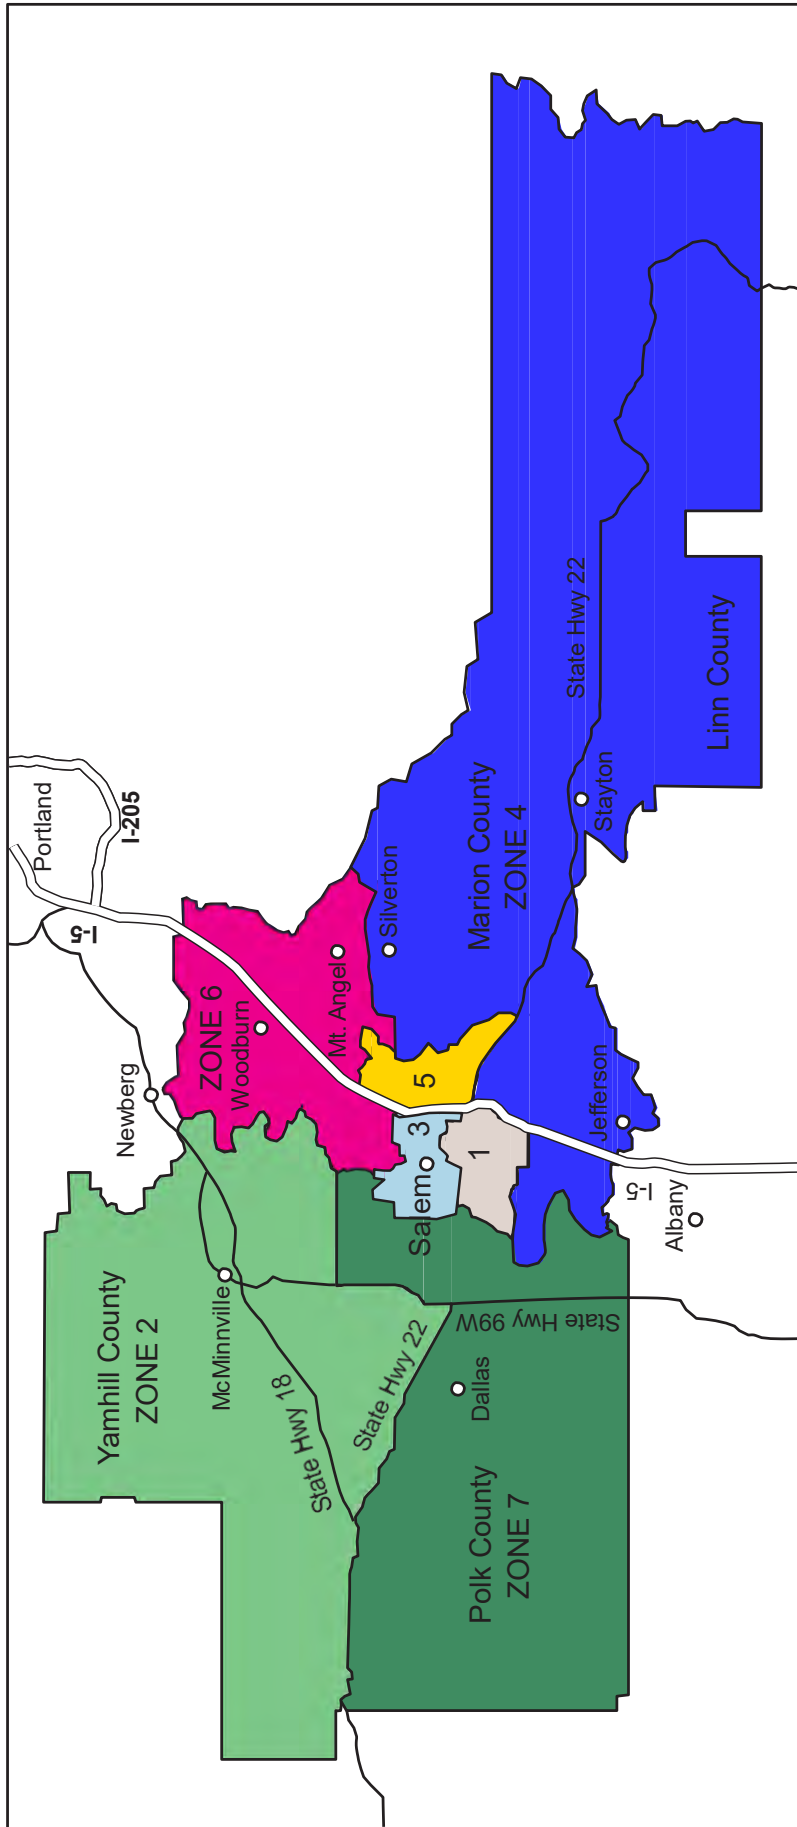 Portland
I-205
I-5
Newberg
Yamhill County
ZONE 2
ZONE 6
Woodburn
McMinnville
Mt. Angel
Silverton
State Hwy 18
State Hwy 22
Salem
3
5
1
Marion County
ZONE 4
Dallas
State Hwy 99W
Polk County
ZONE 7
State Hwy 22
Stayton
Jefferson
I-5
Albany
Linn County